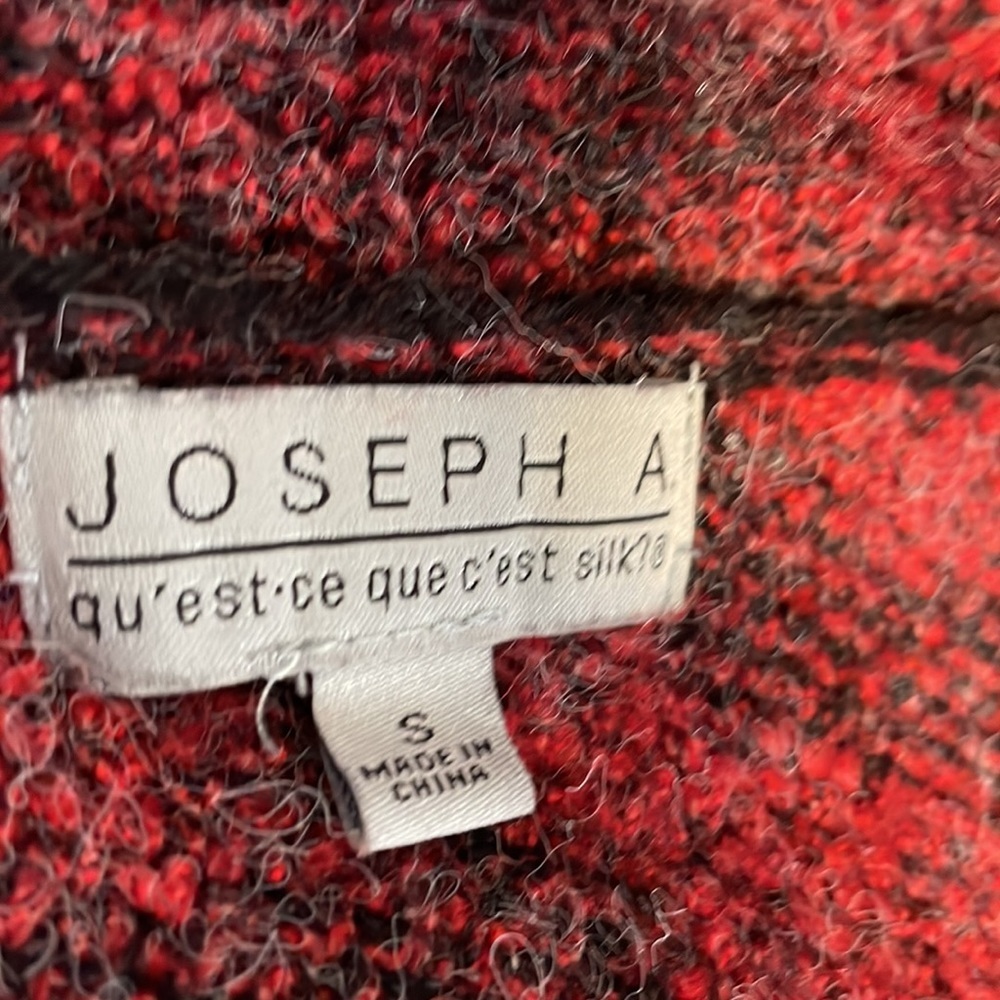 JOSEPH A
qu'est·ce que c'est silk?®
S
MADE IN
CHINA